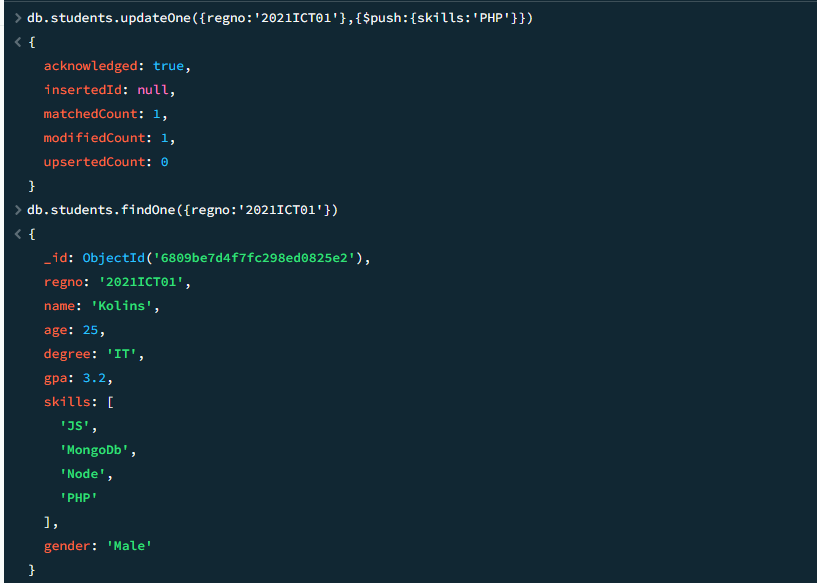 > db.students.updateOne({regno:'2021ICT01'},{$push:{skills:'PHP'}})
< {
acknowledged: true,
insertedId: null,
matchedCount: 1,
modifiedCount: 1,
upsertedCount: 0
}
> db.students.findOne({regno:'2021ICT01'})
< {
_id: ObjectId('6809be7d4f7fc298ed0825e2'),
regno: '2021ICT01',
name: 'Kolins',
age: 25,
degree: 'IT',
gpa: 3.2,
skills: [
'JS',
'MongoDb',
'Node',
'PHP'
],
gender: 'Male'
}